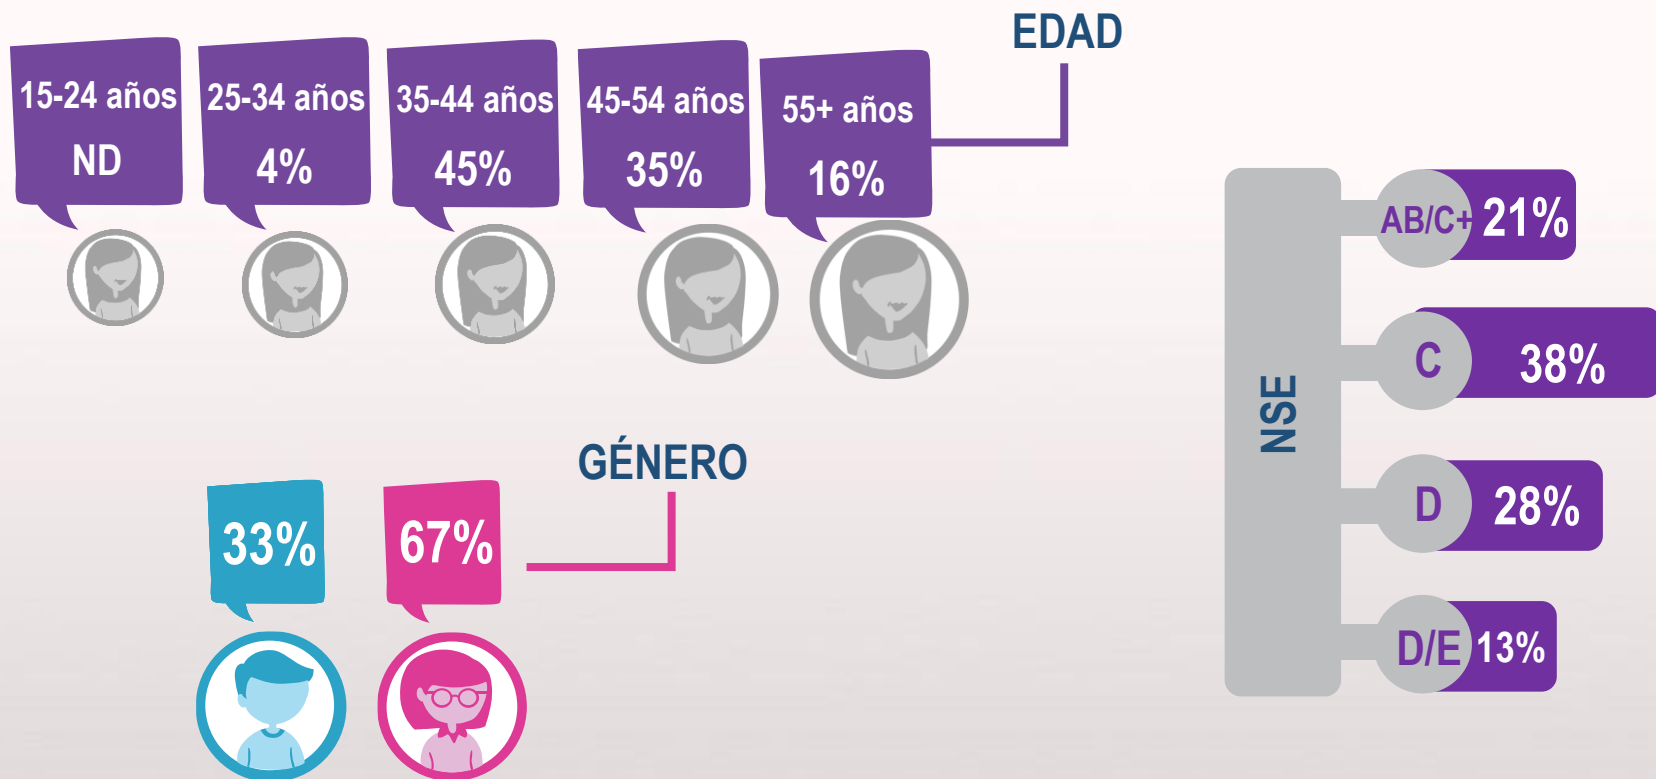 EDAD
15-24 años
ND
25-34 años
4%
35-44 años
45%
45-54 años
35%
55+ años
16%
GÉNERO
33%
67%
NSE
AB/C+ 21%
C 38%
D 28%
D/E 13%